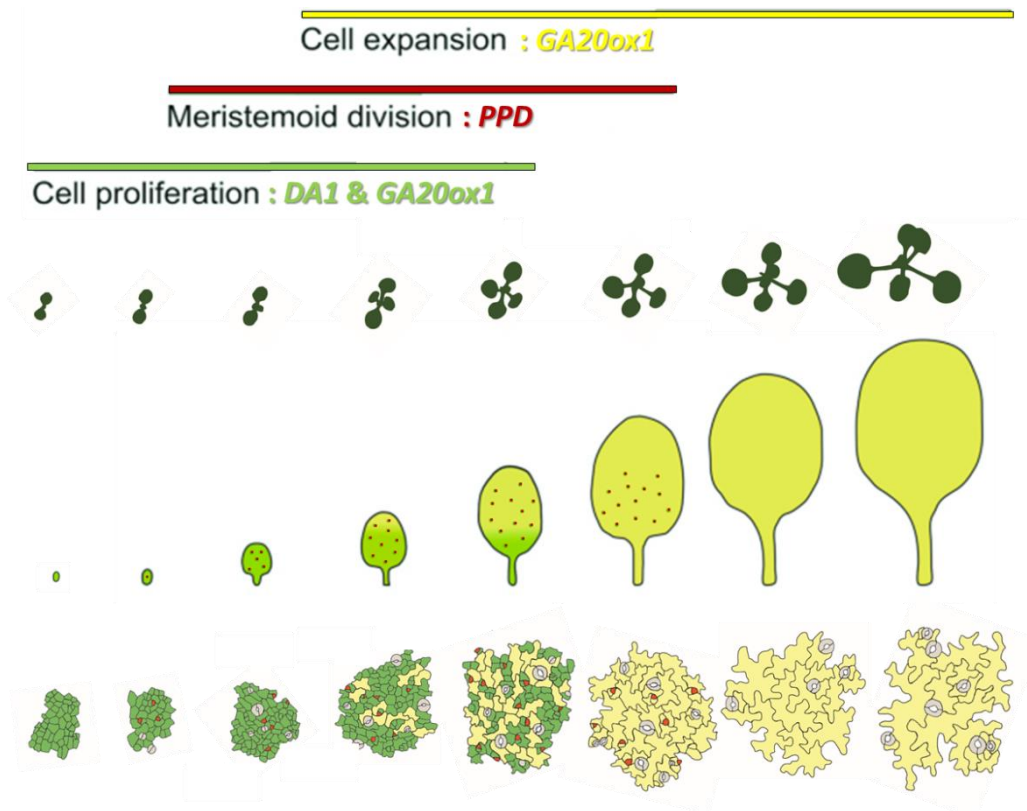 Cell expansion : GA20ox1
Meristemoid division : PPD
Cell proliferation : DA1 & GA20ox1